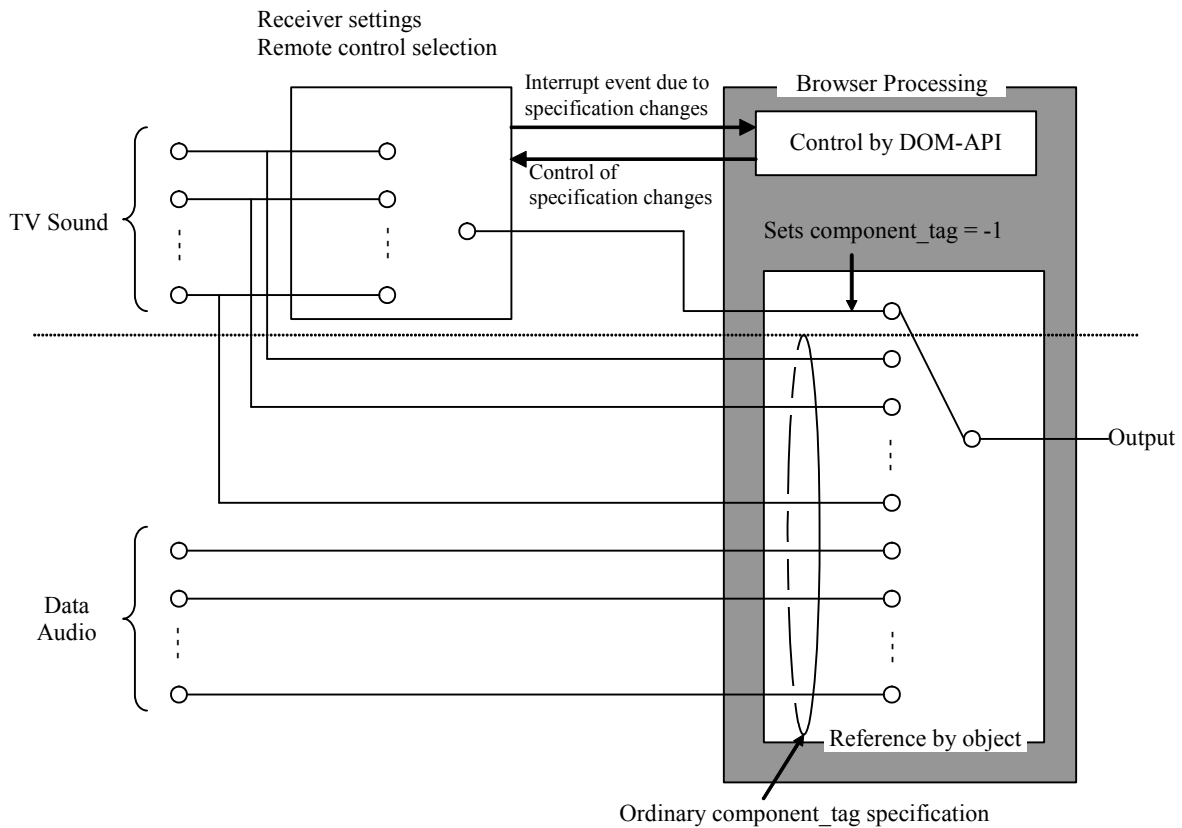 Receiver settings
Remote control selection
Interrupt event due to
specification changes
Browser Processing
Control by DOM-API
Control of
specification changes
TV Sound
Sets component_tag = -1
Output
Data
Audio
Reference by object
Ordinary component_tag specification